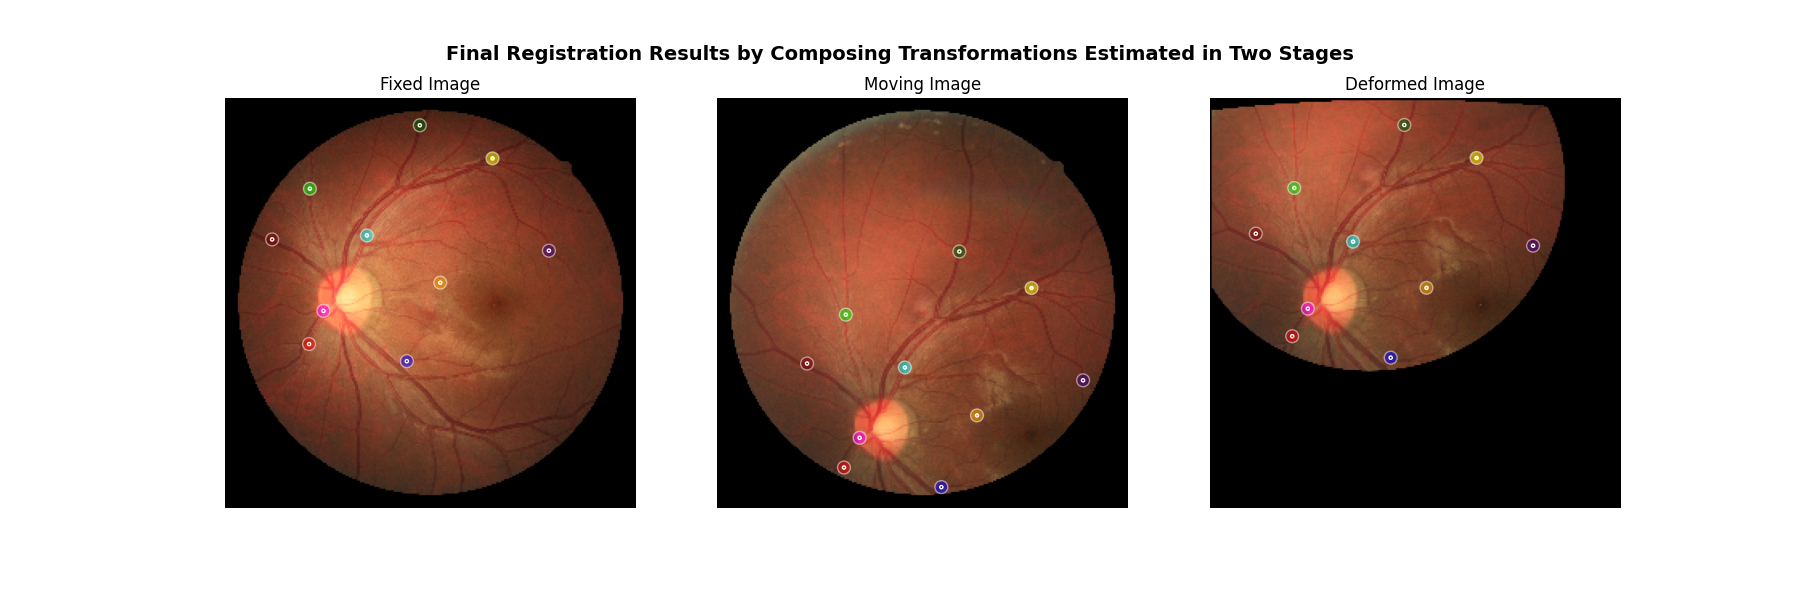 Final Registration Results by Composing Transformations Estimated in Two Stages
Fixed Image
Moving Image
Deformed Image